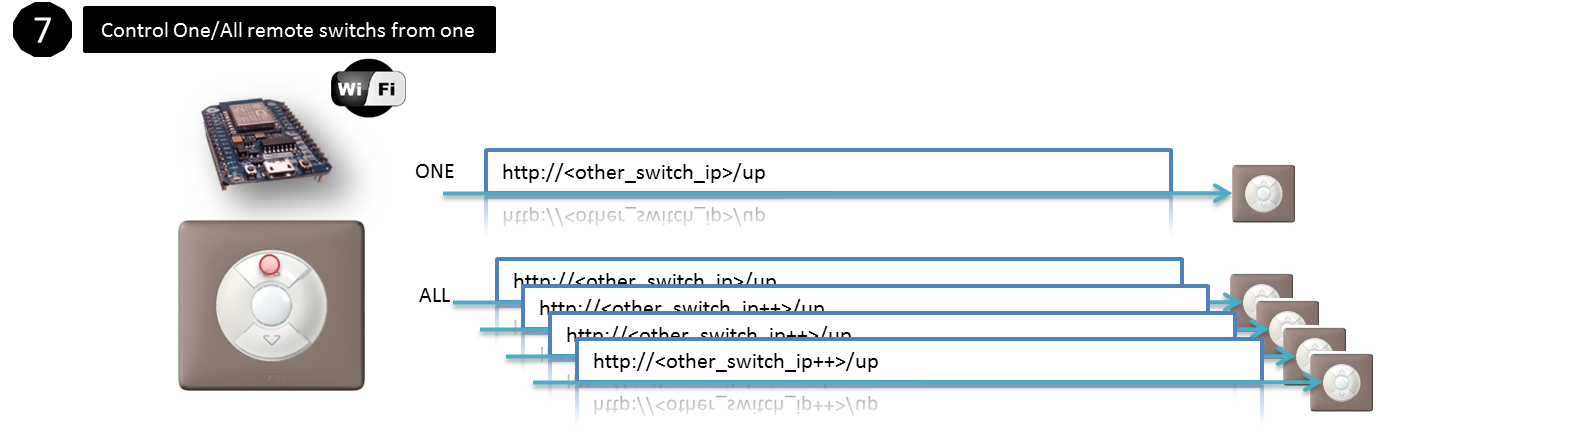 7
Control One/All remote switchs from one
Wi Fi
ONE
http://<other_switch_ip>/up
ALL
http://<other_switch_ip>/up
http://<other_switch_ip++>/up
http://<other_switch_ip++>/up
http://<other_switch_ip++>/up